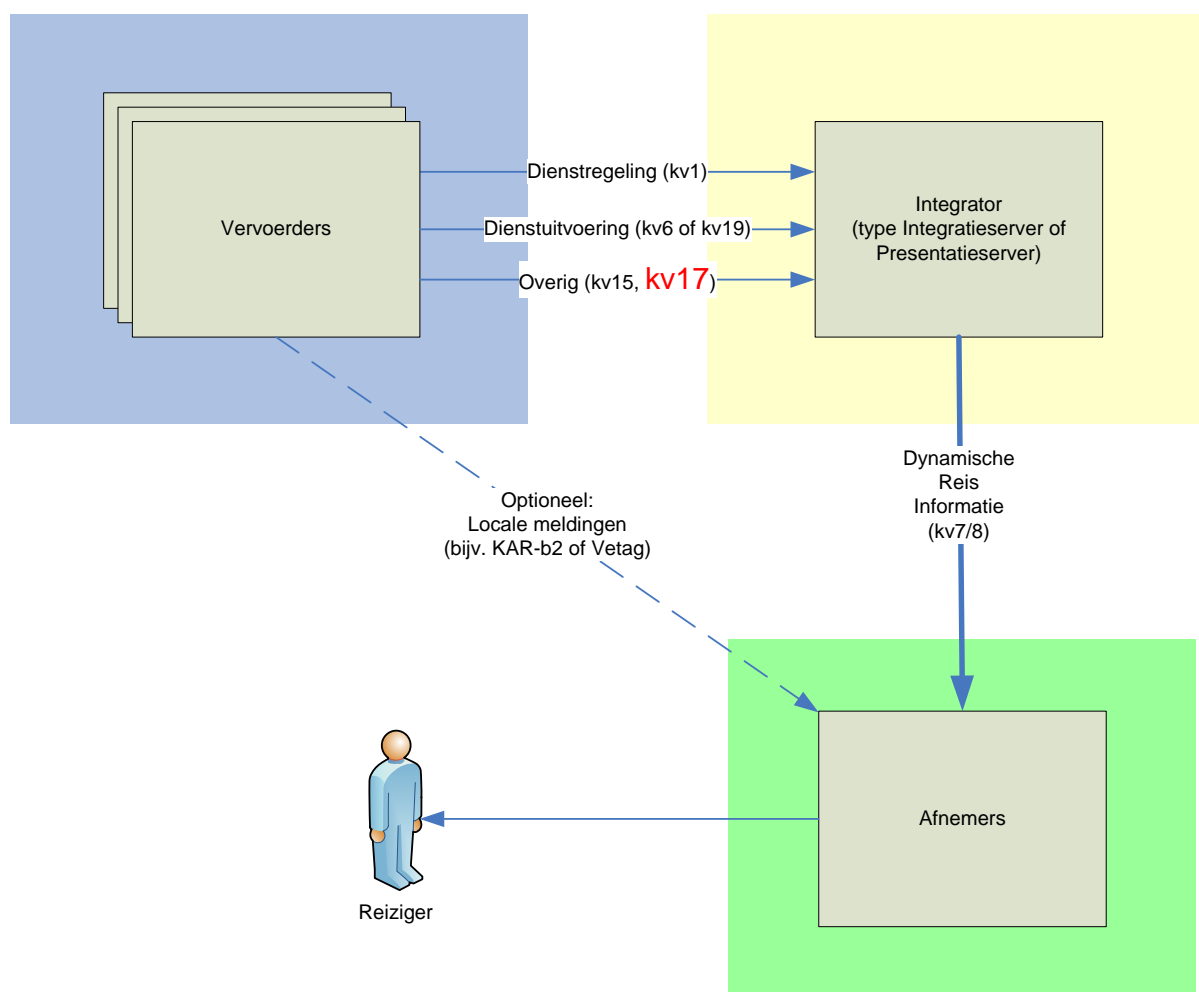 Vervoerders
Dienstregeling (kv1)
Dienstuitvoering (kv6 of kv19)
Overig (kv15, kv17)
Integrator
(type Integratieserver of
Presentatieserver)
Dynamische
Reis
Informatie
(kv7/8)
Optioneel:
Locale meldingen
(bijv. KAR-b2 of Vetag)
Afnemers
Reiziger